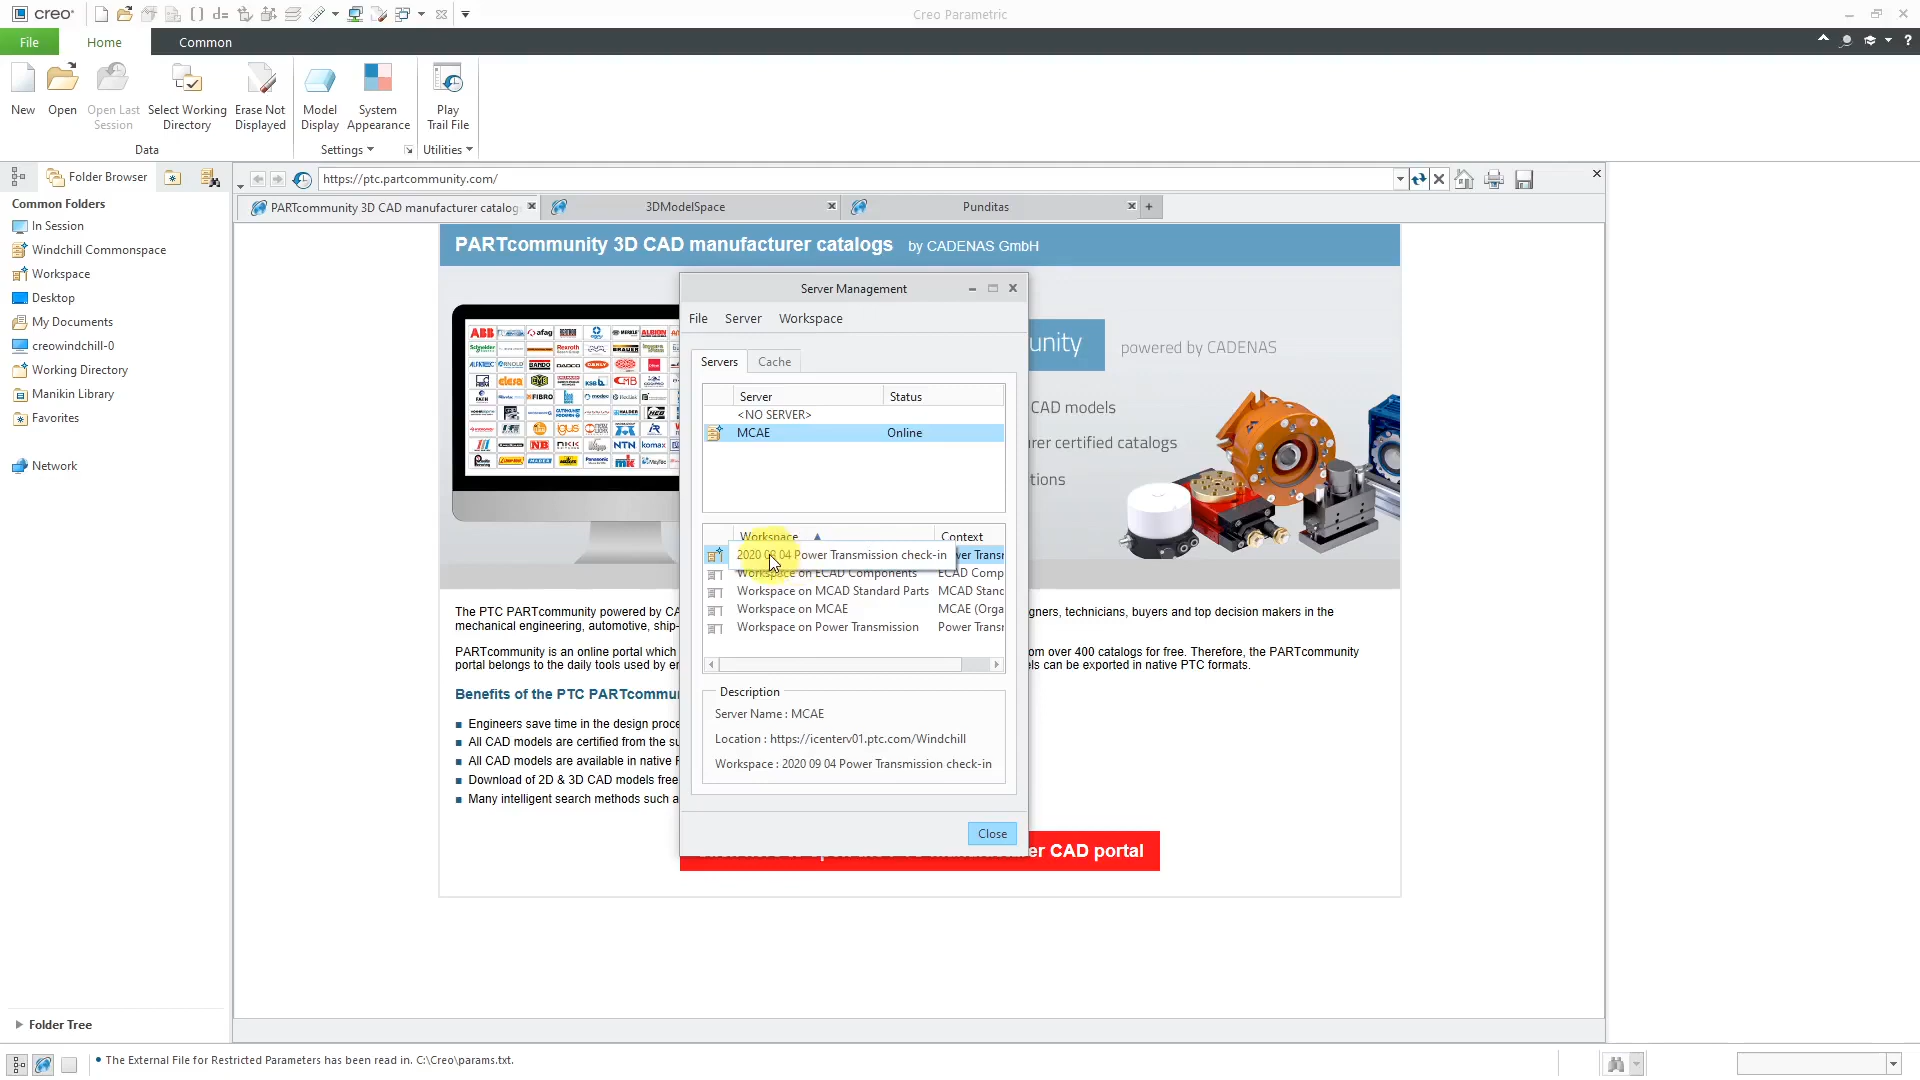 creo
Creo Parametric
File
Home
Common
New
Open
Open Last Session
Select Working Directory
Erase Not Displayed
Model Display
System Appearance
Play Trail File
Data
Settings
Utilities
Folder Browser
https://ptc.partcommunity.com/
PARTcommunity 3D CAD manufacturer catalog
3DModelSpace
Punditas
Common Folders
In Session
Windchill Commonspace
Workspace
Desktop
My Documents
creowindchill-0
Working Directory
Manikin Library
Favorites
Network
Folder Tree
PARTcommunity 3D CAD manufacturer catalogs by CADENAS GmbH
unity
powered by CADENAS
CAD models
rer certified catalogs
tions
Server Management
File Server Workspace
Servers
Cache
Server Status
<NO SERVER>
MCAE Online
Workspace Context
2020 09 04 Power Transmission check-in wer Transr
Workspace on ECAD Components ECAD Comp
Workspace on MCAD Standard Parts MCAD Stanc
Workspace on MCAE MCAE (Orga
Workspace on Power Transmission Power Transr
Description
Server Name : MCAE
Location : https://icenterv01.ptc.com/Windchill
Workspace : 2020 09 04 Power Transmission check-in
Close
The PTC PARTcommunity powered by CA
gners, technicians, buyers and top decision makers in the
mechanical engineering, automotive, ship-
PARTcommunity is an online portal which
om over 400 catalogs for free. Therefore, the PARTcommunity
portal belongs to the daily tools used by en
ls can be exported in native PTC formats.
Benefits of the PTC PARTcommu
Engineers save time in the design proce
All CAD models are certified from the su
All CAD models are available in native
Download of 2D & 3D CAD models free
Many intelligent search methods such a
er CAD portal
The External File for Restricted Parameters has been read in. C:\Creo\params.txt.